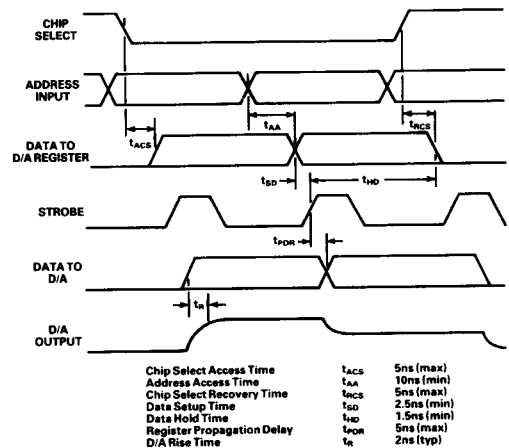 CHIP
SELECT
ADDRESS
INPUT
tAA
tACS
tRCS
DATA TO
D/A REGISTER
tSD
tHD
STROBE
tPDR
DATA TO
D/A
tR
D/A
OUTPUT
Chip Select Access Time tACS 5ns (max)
Address Access Time tAA 10ns (min)
Chip Select Recovery Time tRCS 5ns (max)
Data Setup Time tSD 2.5ns (min)
Data Hold Time tHD 1.5ns (min)
Register Propagation Delay tPDR 5ns (max)
D/A Rise Time tR 2ns (typ)